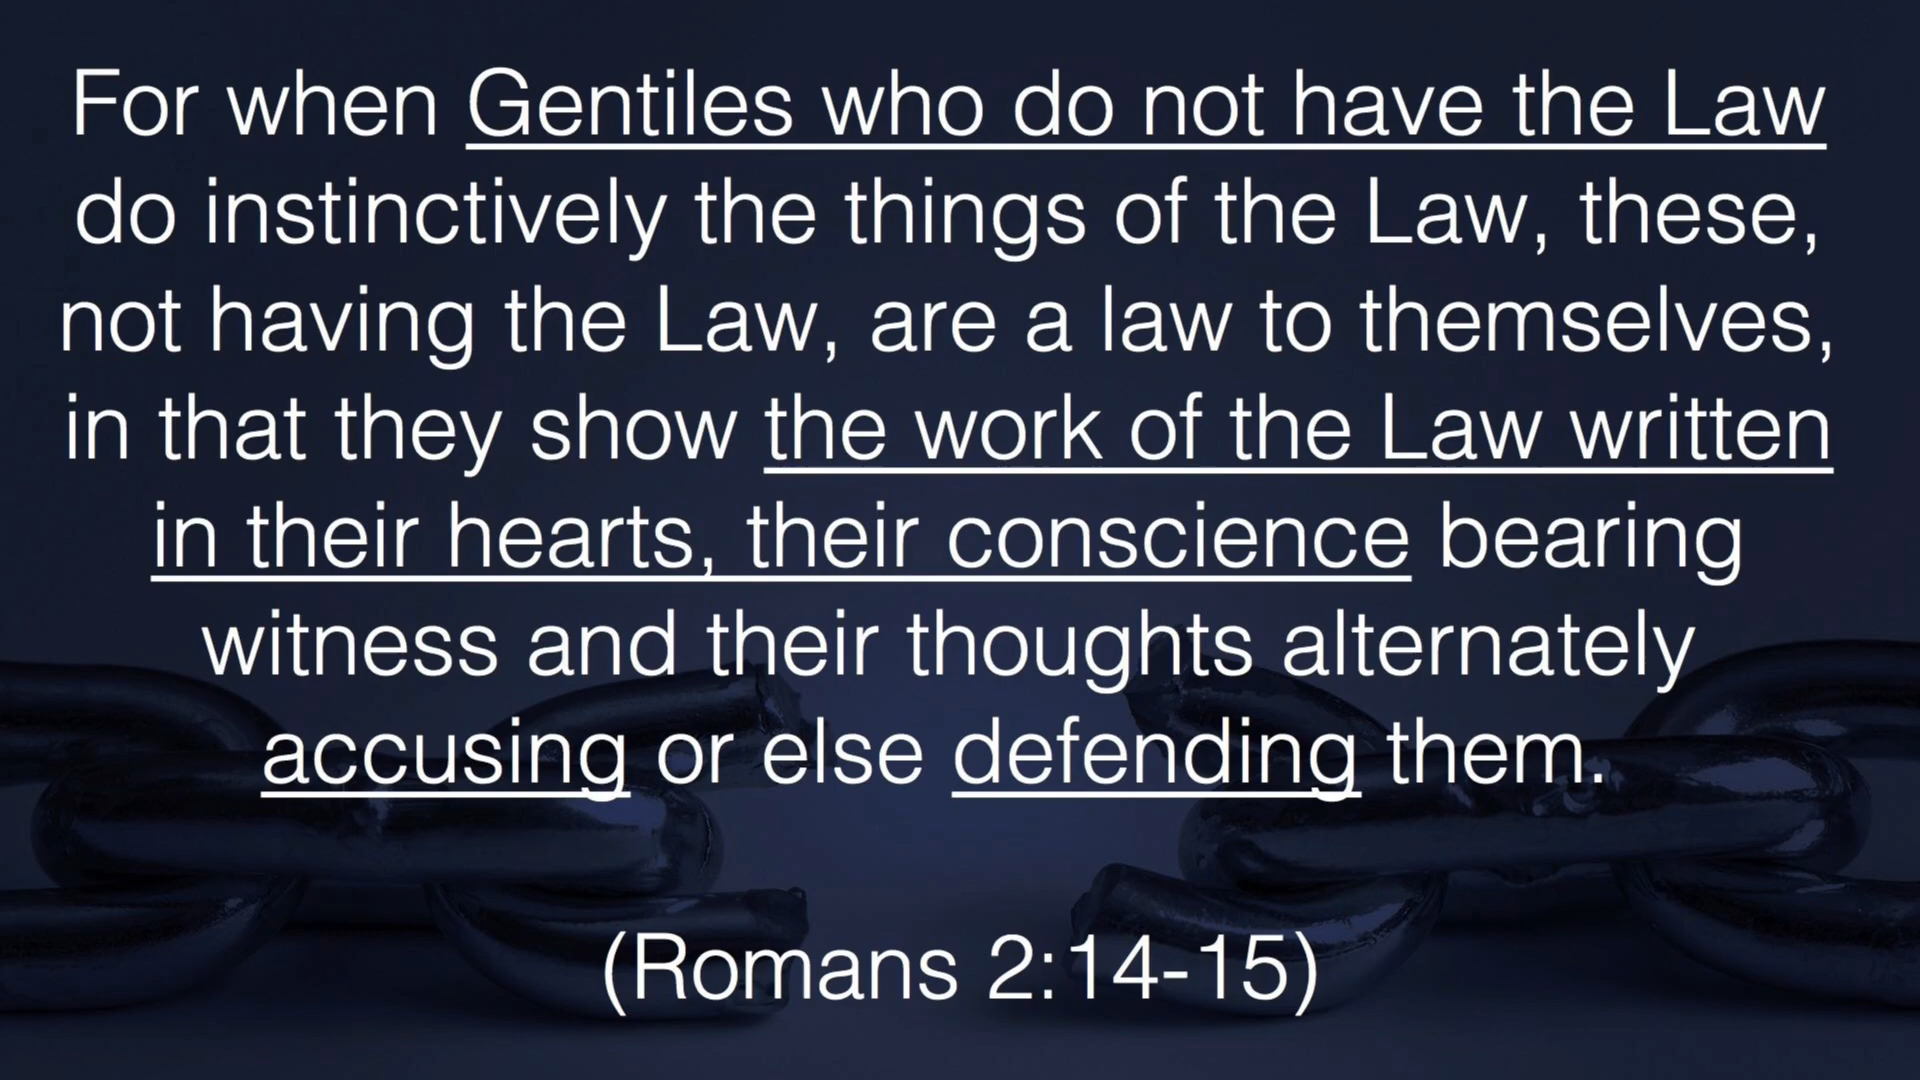 For when Gentiles who do not have the Law
do instinctively the things of the Law, these,
not having the Law, are a law to themselves,
in that they show the work of the Law written
in their hearts, their conscience bearing
witness and their thoughts alternately
accusing or else defending them.
(Romans 2:14-15)